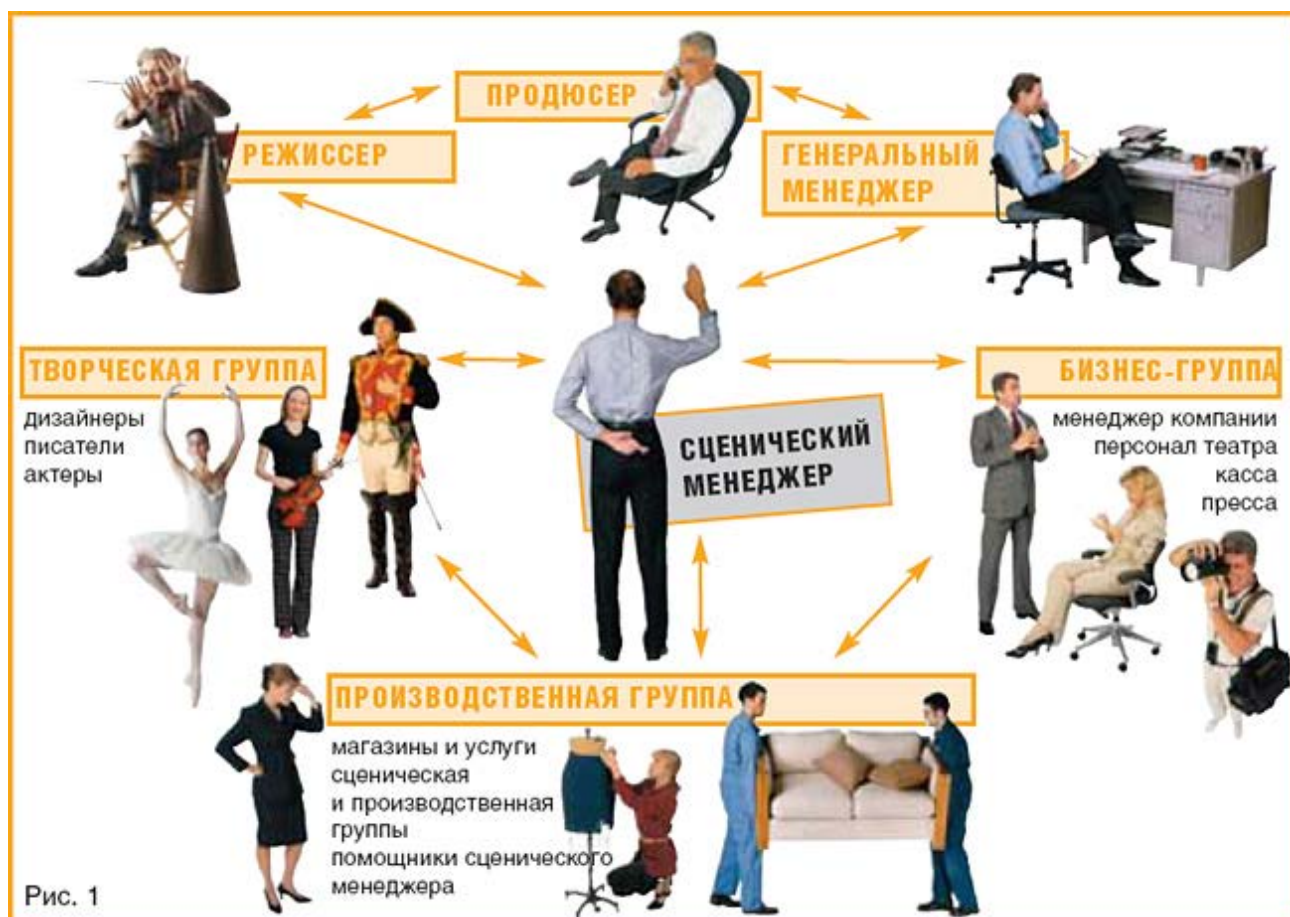 ПРОДЮСЕР
РЕЖИССЕР
ГЕНЕРАЛЬНЫЙ
МЕНЕДЖЕР
ТВОРЧЕСКАЯ ГРУППА
дизайнеры
писатели
актеры
СЦЕНИЧЕСКИЙ
МЕНЕДЖЕР
БИЗНЕС-ГРУППА
менеджер компании
персонал театра
касса
пресса
ПРОИЗВОДСТВЕННАЯ ГРУППА
магазины и услуги
сценическая
и производственная
группы
помощники сценического
менеджера
Рис. 1